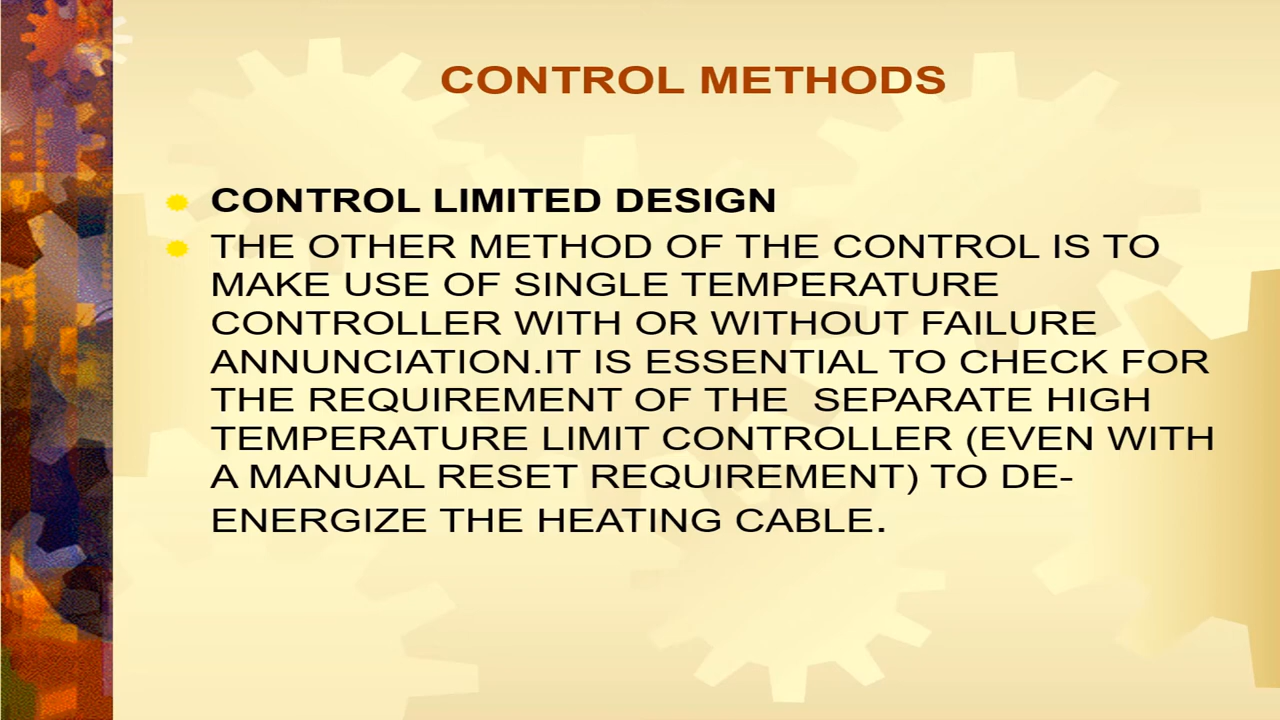 CONTROL METHODS
CONTROL LIMITED DESIGN
THE OTHER METHOD OF THE CONTROL IS TO
MAKE USE OF SINGLE TEMPERATURE
CONTROLLER WITH OR WITHOUT FAILURE
ANNUNCIATION.IT IS ESSENTIAL TO CHECK FOR
THE REQUIREMENT OF THE  SEPARATE HIGH
TEMPERATURE LIMIT CONTROLLER (EVEN WITH
A MANUAL RESET REQUIREMENT) TO DE-
ENERGIZE THE HEATING CABLE.